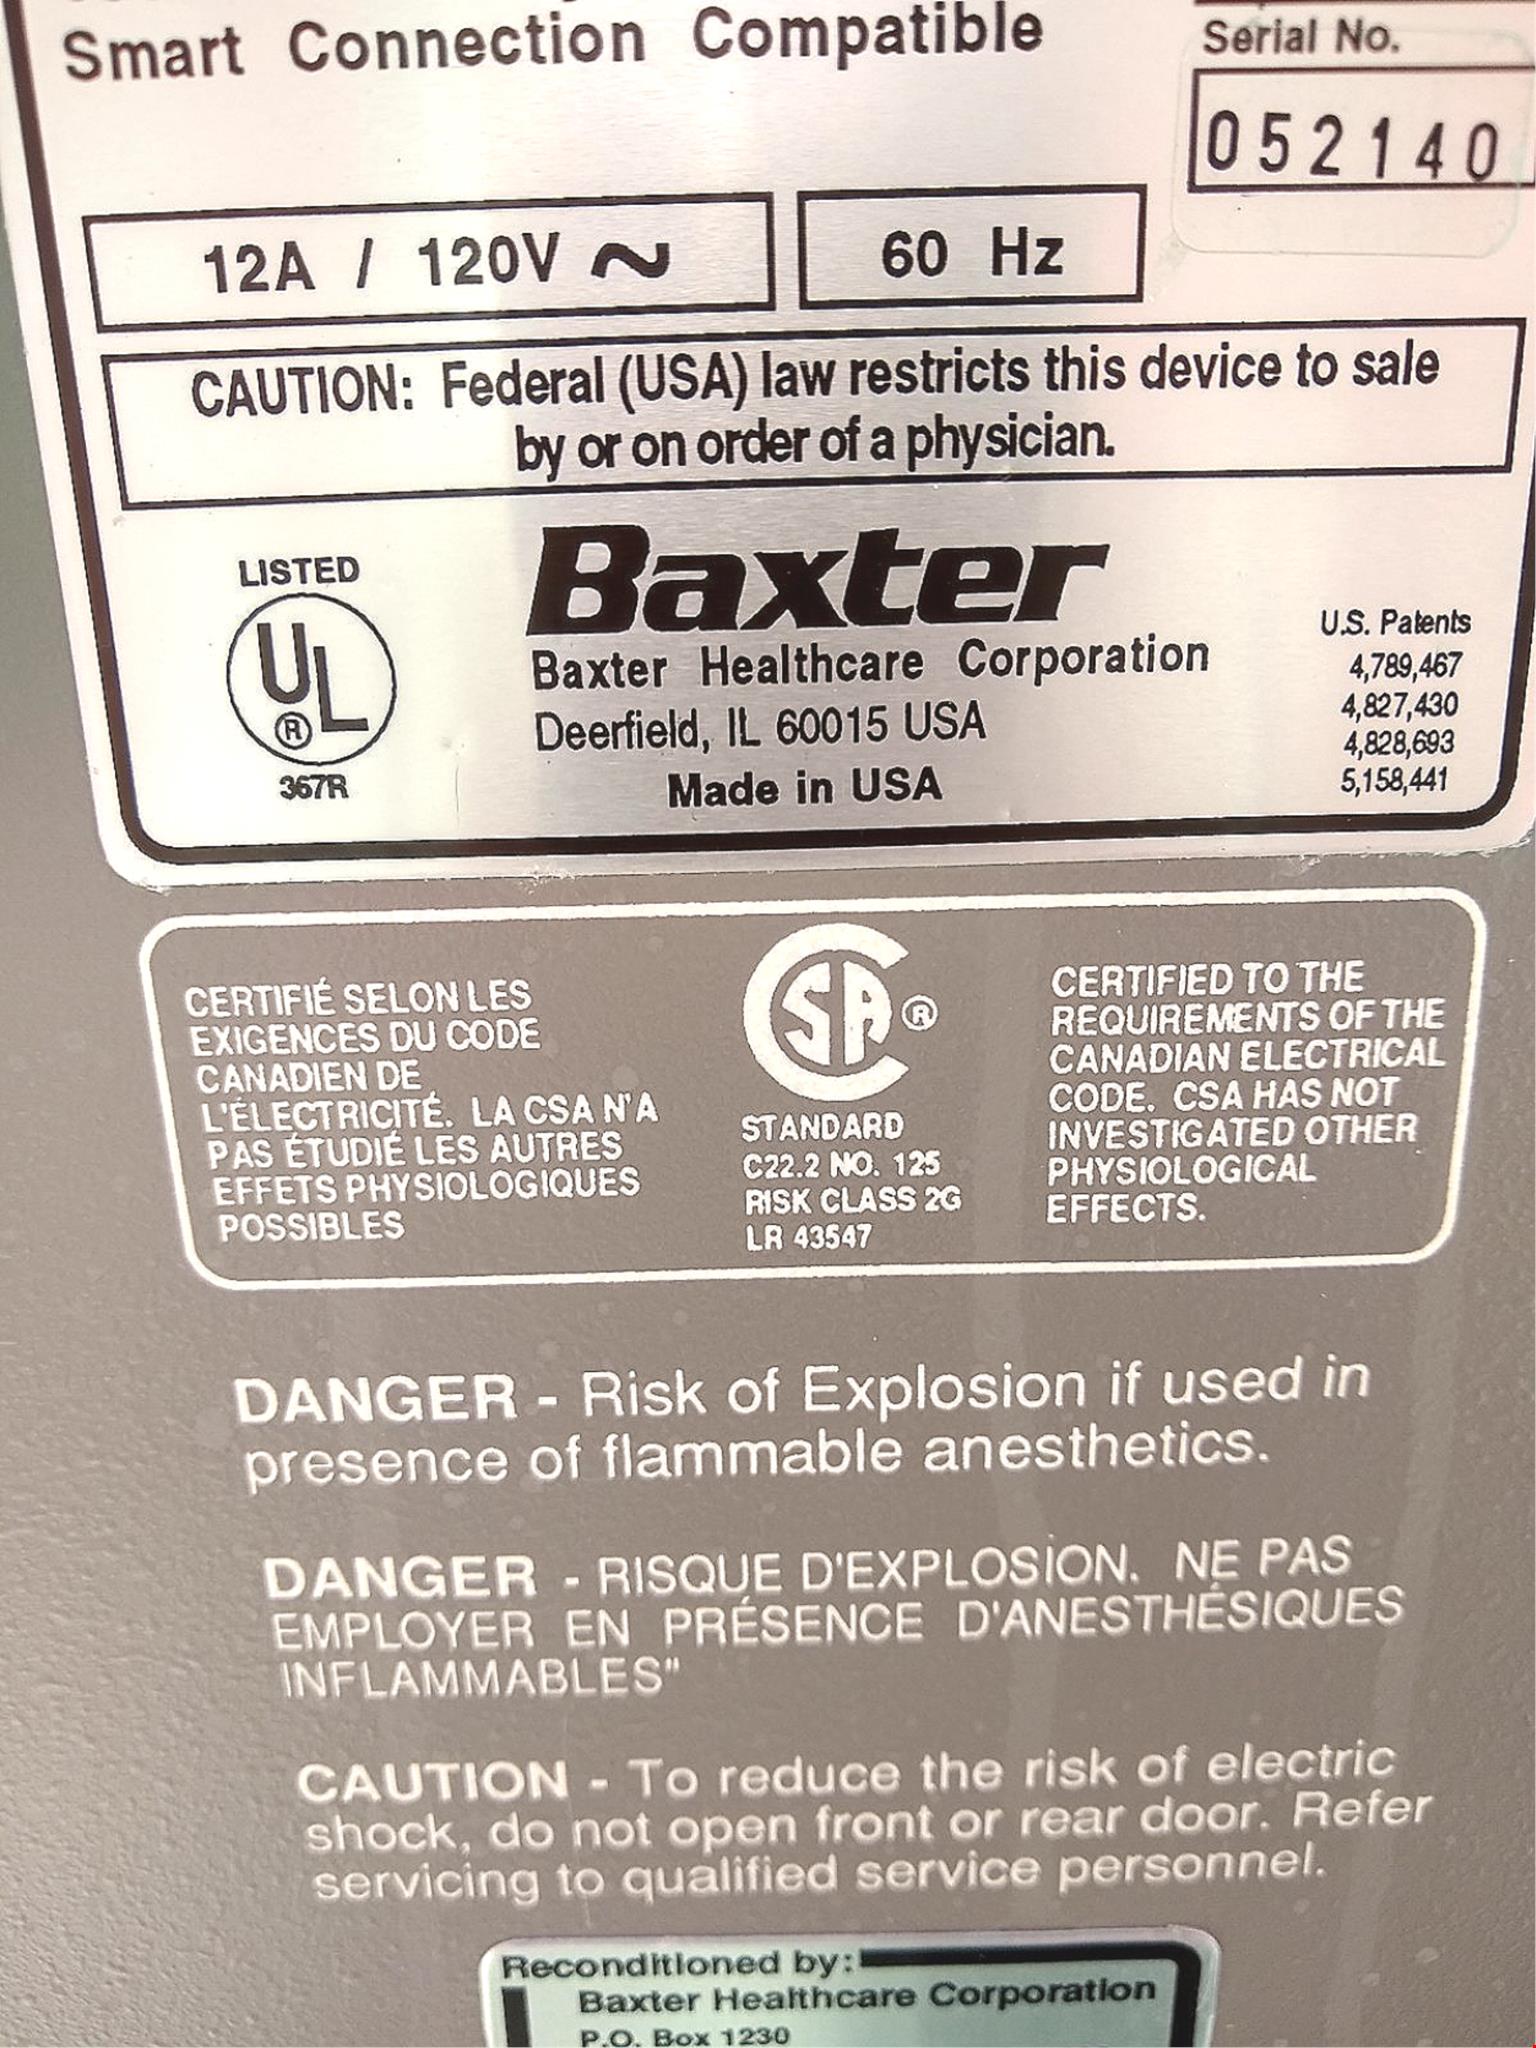 Smart Connection Compatible
Serial No.
052140
12A / 120V ~
60 Hz
CAUTION: Federal (USA) law restricts this device to sale
by or on order of a physician.
LISTED
UL
®
367R
Baxter
Baxter Healthcare Corporation
Deerfield, IL 60015 USA
Made in USA
U.S. Patents
4,789,467
4,827,430
4,828,693
5,158,441
CERTIFIÉ SELON LES
EXIGENCES DU CODE
CANADIEN DE
L'ÉLECTRICITÉ. LA CSA N'A
PAS ÉTUDIÉ LES AUTRES
EFFETS PHYSIOLOGIQUES
POSSIBLES
CSA ®
STANDARD
C22.2 NO. 125
RISK CLASS 2G
LR 43547
CERTIFIED TO THE
REQUIREMENTS OF THE
CANADIAN ELECTRICAL
CODE. CSA HAS NOT
INVESTIGATED OTHER
PHYSIOLOGICAL
EFFECTS.
DANGER - Risk of Explosion if used in
presence of flammable anesthetics.
DANGER - RISQUE D'EXPLOSION. NE PAS
EMPLOYER EN PRÉSENCE D'ANESTHÉSIQUES
INFLAMMABLES"
CAUTION - To reduce the risk of electric
shock, do not open front or rear door. Refer
servicing to qualified service personnel.
Reconditioned by:
Baxter Healthcare Corporation
P.O. Box 1230